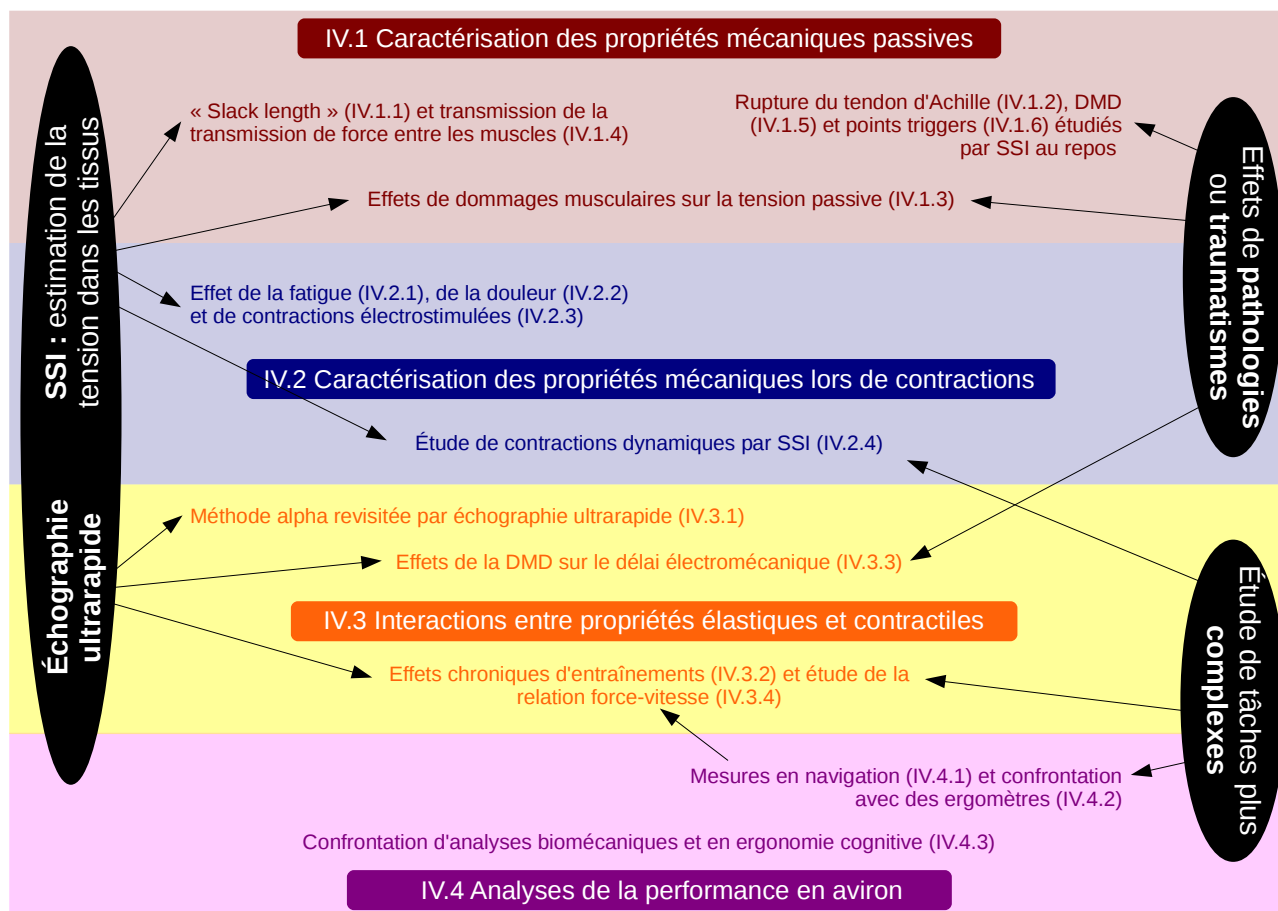 IV.1 Caractérisation des propriétés mécaniques passives
« Slack length » (IV.1.1) et transmission de la
transmission de force entre les muscles (IV.1.4)
Rupture du tendon d'Achille (IV.1.2), DMD
(IV.1.5) et points triggers (IV.1.6) étudiés
par SSI au repos
Effets de dommages musculaires sur la tension passive (IV.1.3)
SSI : estimation de la
tension dans les tissus
Effets de pathologies
ou traumatismes
Effet de la fatigue (IV.2.1), de la douleur (IV.2.2)
et de contractions électrostimulées (IV.2.3)
IV.2 Caractérisation des propriétés mécaniques lors de contractions
Étude de contractions dynamiques par SSI (IV.2.4)
Échographie
ultrarapide
Méthode alpha revisitée par échographie ultrarapide (IV.3.1)
Effets de la DMD sur le délai électromécanique (IV.3.3)
IV.3 Interactions entre propriétés élastiques et contractiles
Effets chroniques d'entraînements (IV.3.2) et étude de la
relation force-vitesse (IV.3.4)
Étude de tâches plus
complexes
Mesures en navigation (IV.4.1) et confrontation
avec des ergomètres (IV.4.2)
Confrontation d'analyses biomécaniques et en ergonomie cognitive (IV.4.3)
IV.4 Analyses de la performance en aviron